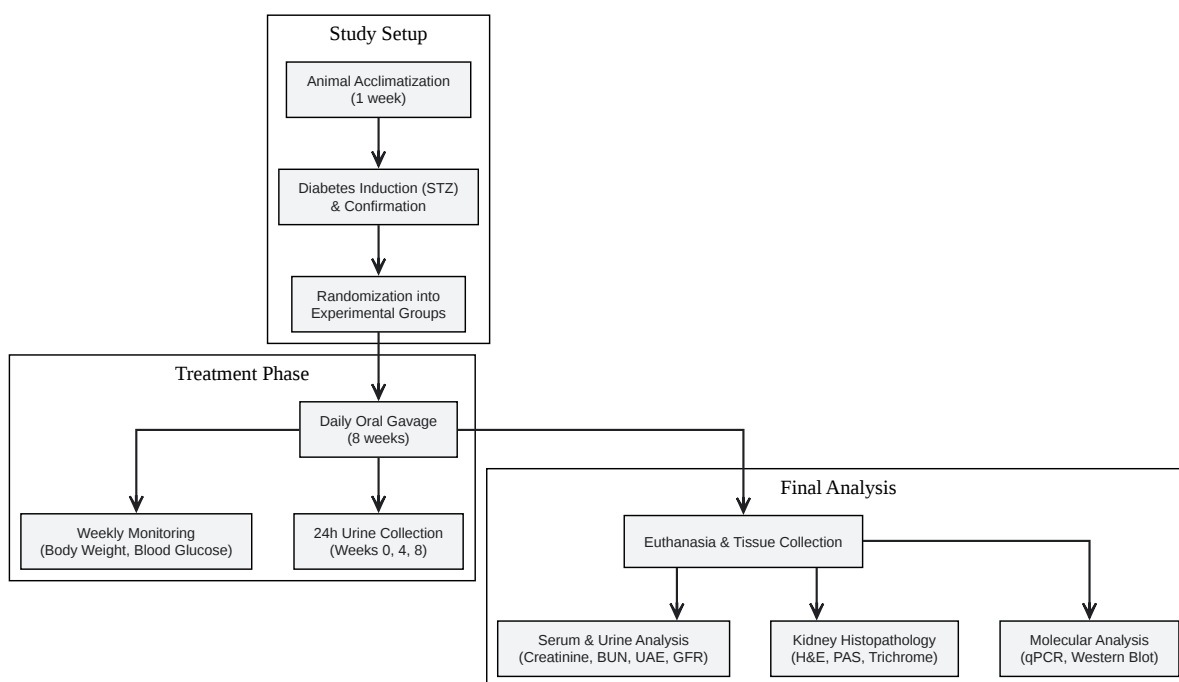 Study Setup
Animal Acclimatization
(1 week)
Diabetes Induction (STZ)
& Confirmation
Randomization into
Experimental Groups
Treatment Phase
Daily Oral Gavage
(8 weeks)
Weekly Monitoring
(Body Weight, Blood Glucose)
24h Urine Collection
(Weeks 0, 4, 8)
Final Analysis
Euthanasia & Tissue Collection
Serum & Urine Analysis
(Creatinine, BUN, UAE, GFR)
Kidney Histopathology
(H&E, PAS, Trichrome)
Molecular Analysis
(qPCR, Western Blot)